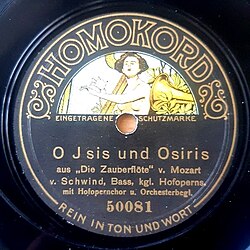 HOMOKORD
EINGETRAGENE SCHUTZMARKE
O Jsis und Osiris
aus „Die Zauberflöte" v. Mozart
v. Schwind, Bass, kgl. Hofoperns.
mit Hofopernchor u. Orchesterbegl.
50081
REIN IN TON UND WORT